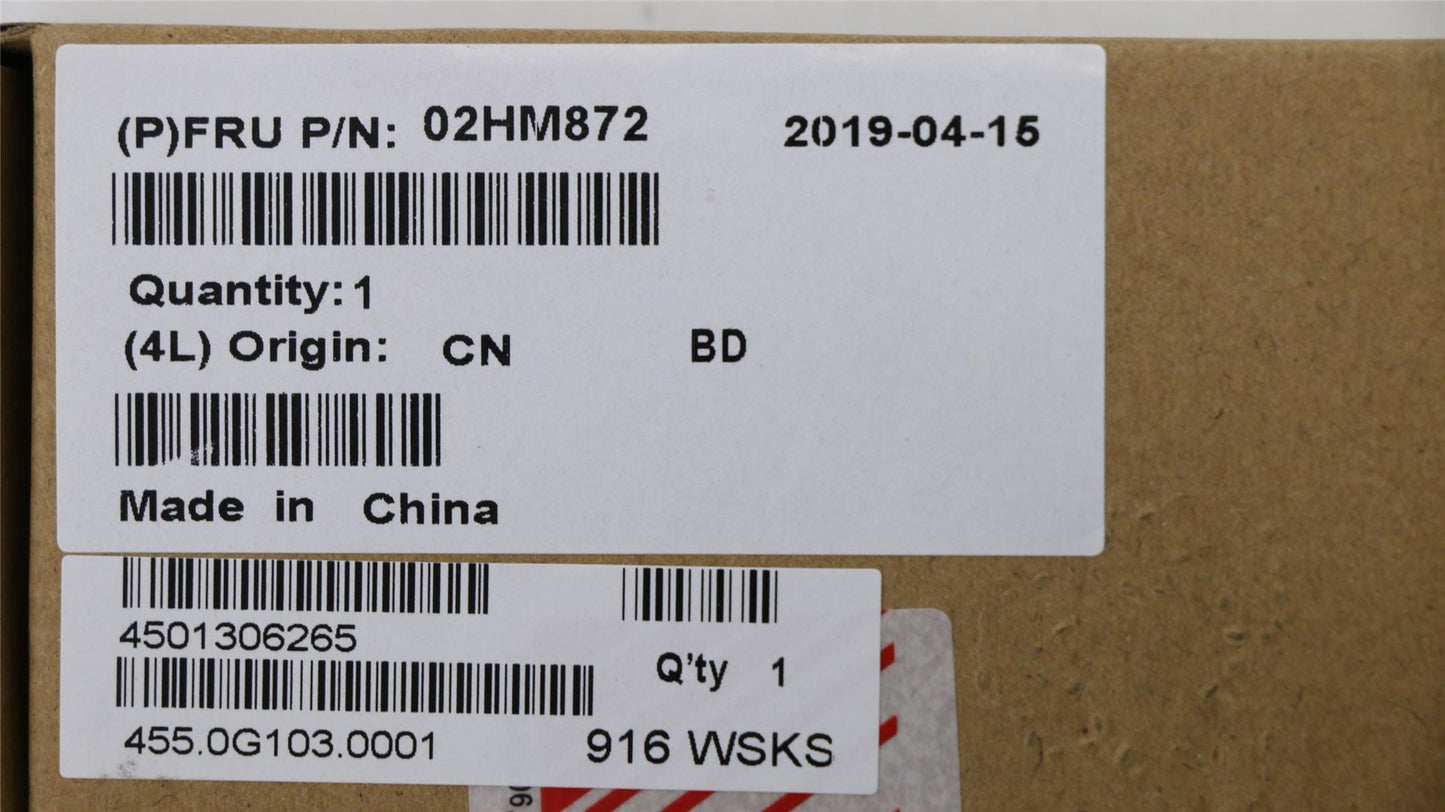 (P)FRU P/N: 02HM872 2019-04-15
Quantity: 1
(4L) Origin: CN BD
Made in China
4501306265
Q'ty 1
455.0G103.0001 916 WSKS